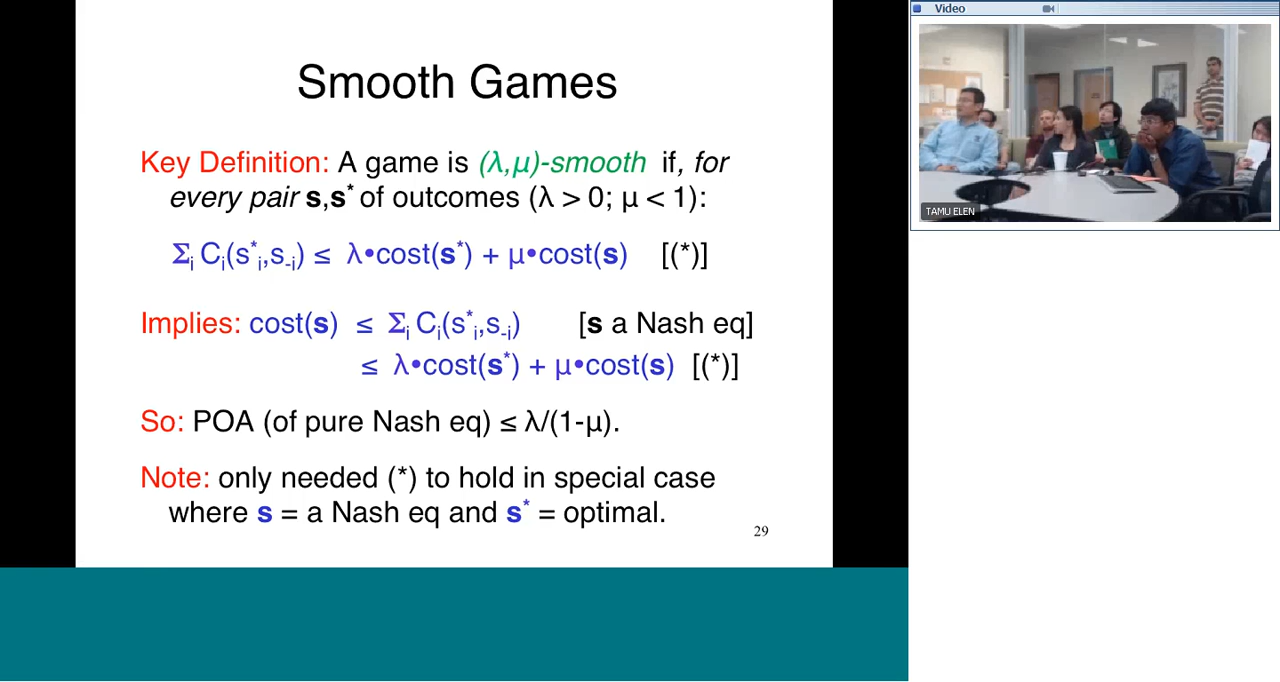 Smooth Games
Key Definition: A game is (λ,μ)-smooth if, for
every pair s,s* of outcomes (λ > 0; μ < 1):
Σi Ci(s*i,s-i) ≤ λ•cost(s*) + μ•cost(s) [(*)]
Implies: cost(s) ≤ Σi Ci(s*i,s-i) [s a Nash eq]
≤ λ•cost(s*) + μ•cost(s) [(*)]
So: POA (of pure Nash eq) ≤ λ/(1-μ).
Note: only needed (*) to hold in special case
where s = a Nash eq and s* = optimal.
29
Video
TAMU ELEN